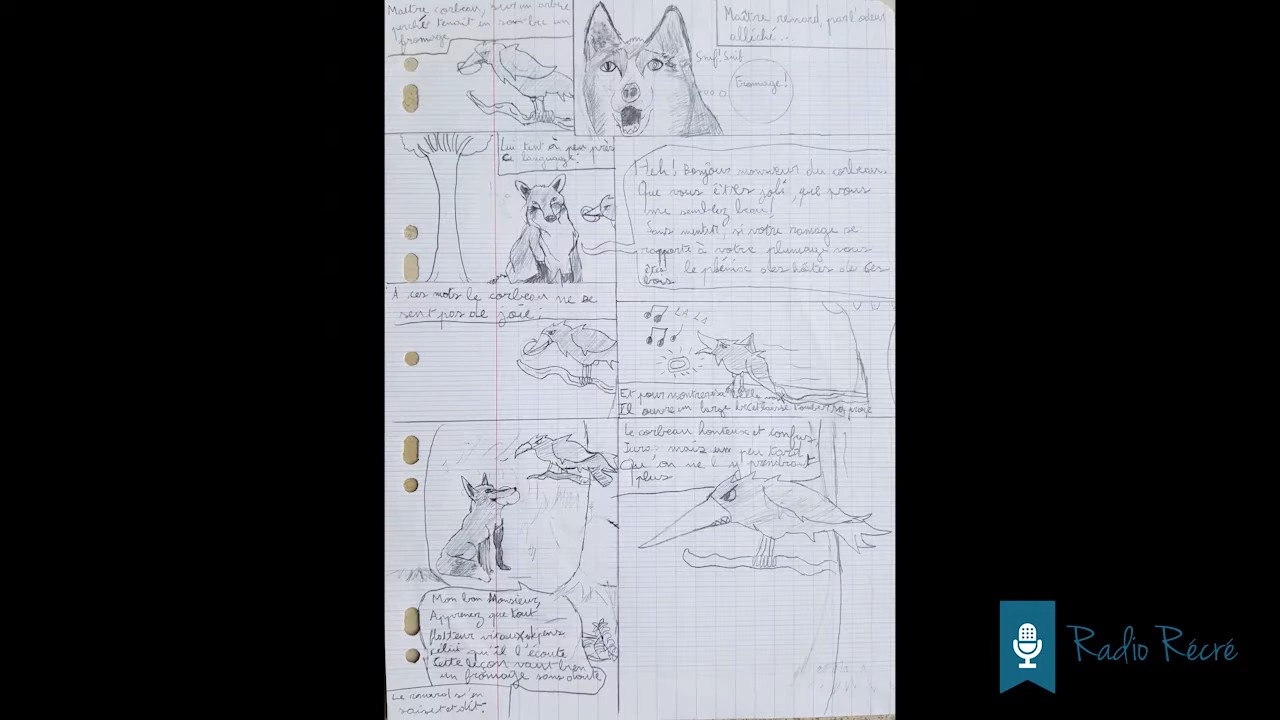 Maître corbeau, sur un arbre
perché tenait en son bec un
fromage
Maître renard, par l'odeur
alléché...
Snif! Snif
Fromage!
Lui tint à peu près
ce language:
Heh! Bonjour monsieur du corbeau.
Que vous êtes joli, que vous
me semblez beau!
Sans mentir, si votre ramage se
rapporte à votre plumage vous
êtes le phénix des hôtes de ces
bois
A ces mots le corbeau ne se
sent pas de joie;
LA
LA
Et pour montrer sa belle
Il ouvre un large bec et laisse tomber sa proie
Le corbeau honteux et confus
Jura: mais un peu tard
Qu'on ne l'y prendrait
plus
Mon bon Monsieur,
Apprenez que tout
flatteur vit aux dépens
celui qu'il l'écoute
Cette leçon vaut bien
un fromage sans doute
Le renard s'en
saisit et dit:
Radio Récré